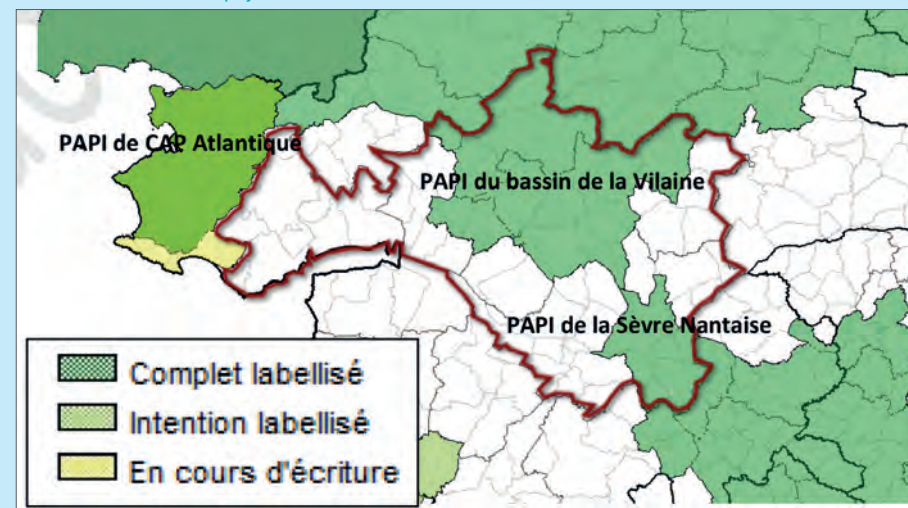 PAPI de CAP Atlantique
PAPI du bassin de la Vilaine
PAPI de la Sèvre Nantaise
Complet labellisé
Intention labellisé
En cours d'écriture